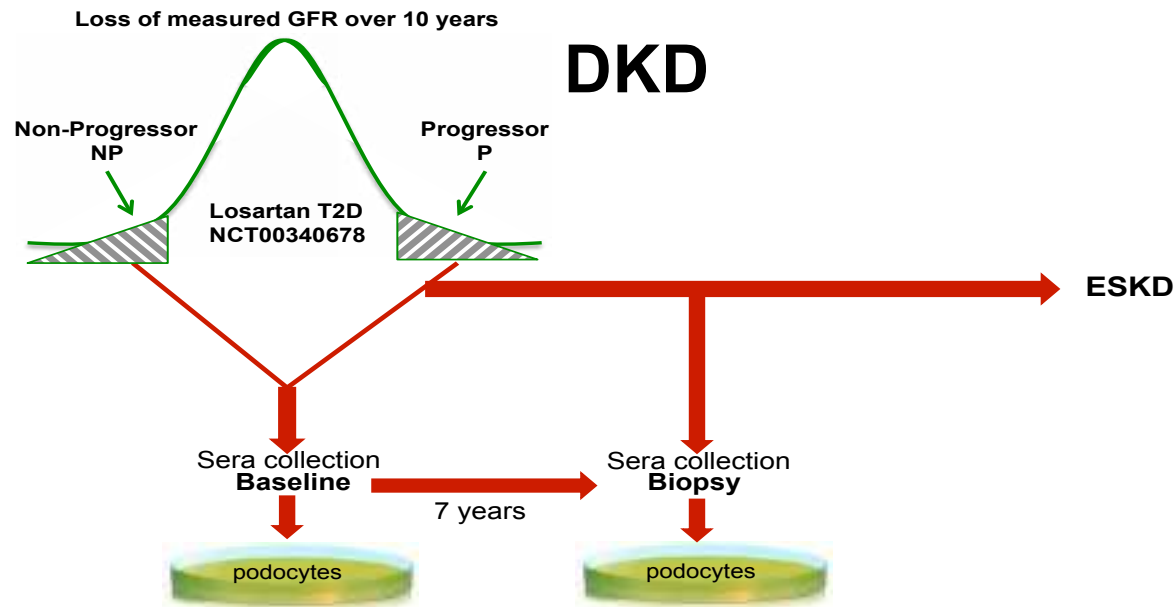 Loss of measured GFR over 10 years
DKD
Non-Progressor
NP
Progressor
P
Losartan T2D
NCT00340678
ESKD
Sera collection
Baseline
7 years
Sera collection
Biopsy
podocytes
podocytes